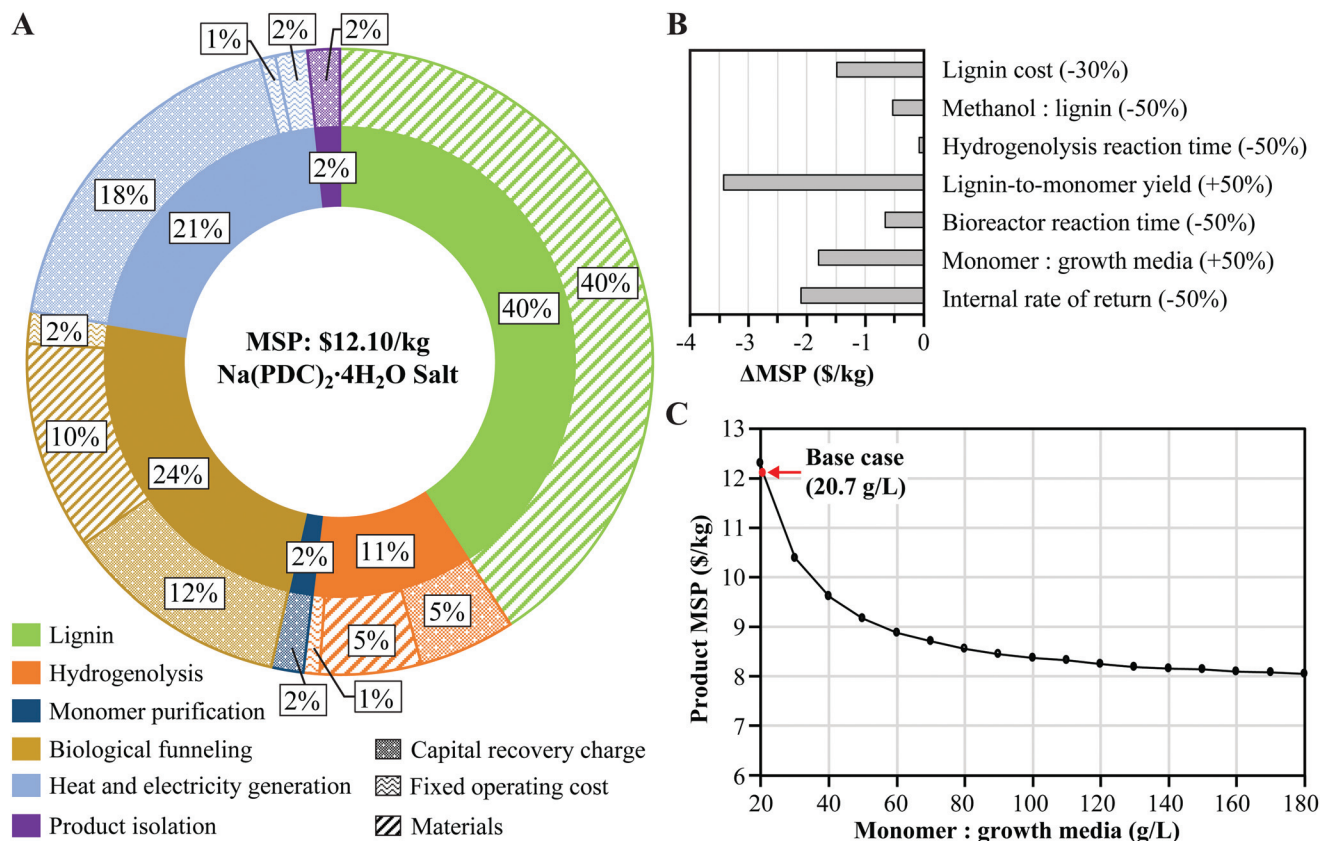 A
1%
2%
2%
18%
21%
2%
40%
40%
MSP: $12.10/kg
Na(PDC)₂·4H₂O Salt
2%
10%
24%
12%
2%
11%
5%
5%
2%
1%
Lignin
Hydrogenolysis
Monomer purification
Biological funneling
Heat and electricity generation
Product isolation
Capital recovery charge
Fixed operating cost
Materials
B
Lignin cost (-30%)
Methanol : lignin (-50%)
Hydrogenolysis reaction time (-50%)
Lignin-to-monomer yield (+50%)
Bioreactor reaction time (-50%)
Monomer : growth media (+50%)
Internal rate of return (-50%)
-4 -3 -2 -1 0
ΔMSP ($/kg)
C
Product MSP ($/kg)
13
12
11
10
9
8
7
6
Base case
(20.7 g/L)
20 40 60 80 100 120 140 160 180
Monomer : growth media (g/L)